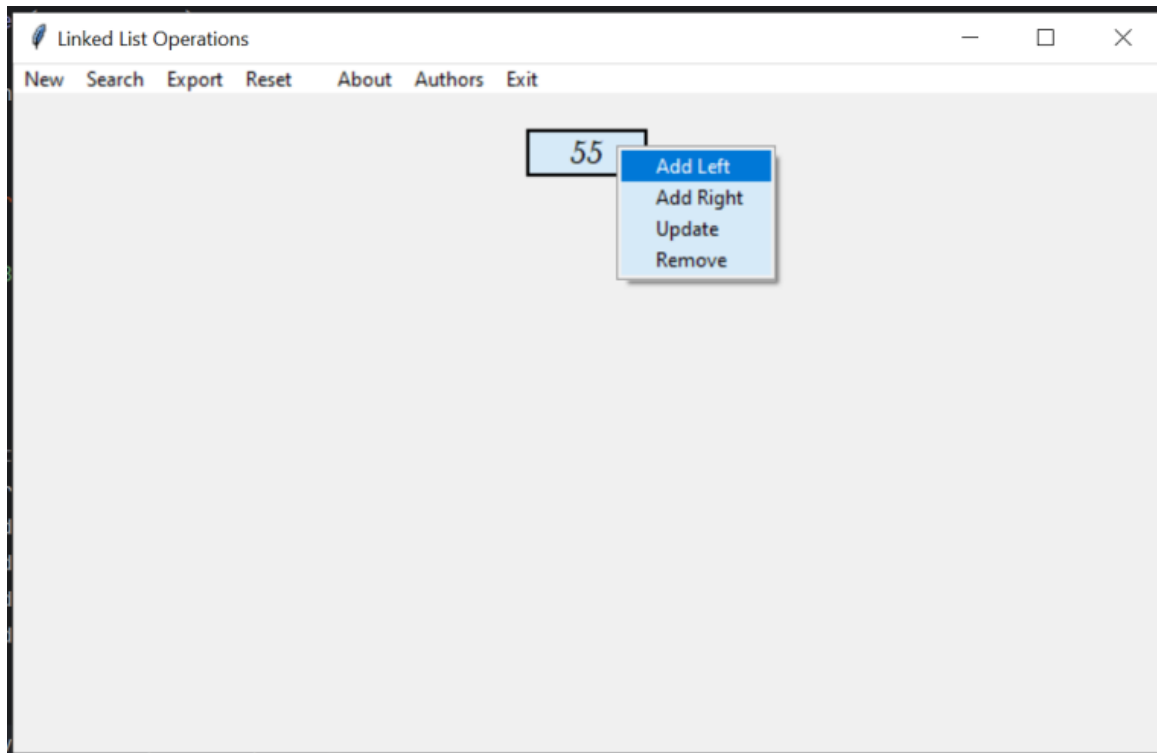 Linked List Operations
New Search Export Reset About Authors Exit
55
Add Left
Add Right
Update
Remove